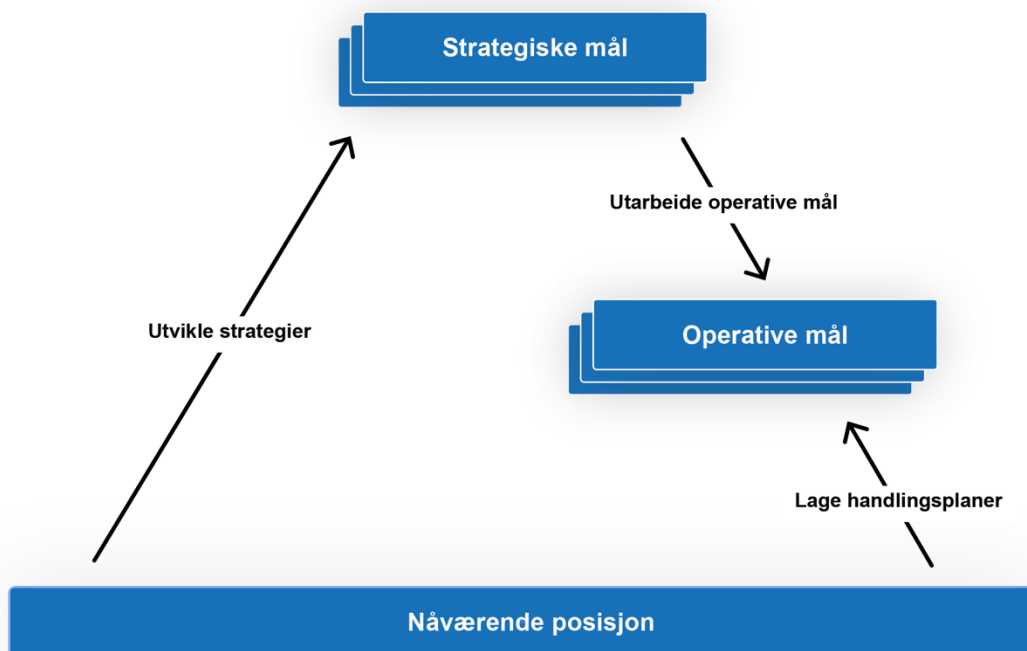 Strategiske mål
Utarbeide operative mål
Operative mål
Utvikle strategier
Lage handlingsplaner
Nåværende posisjon